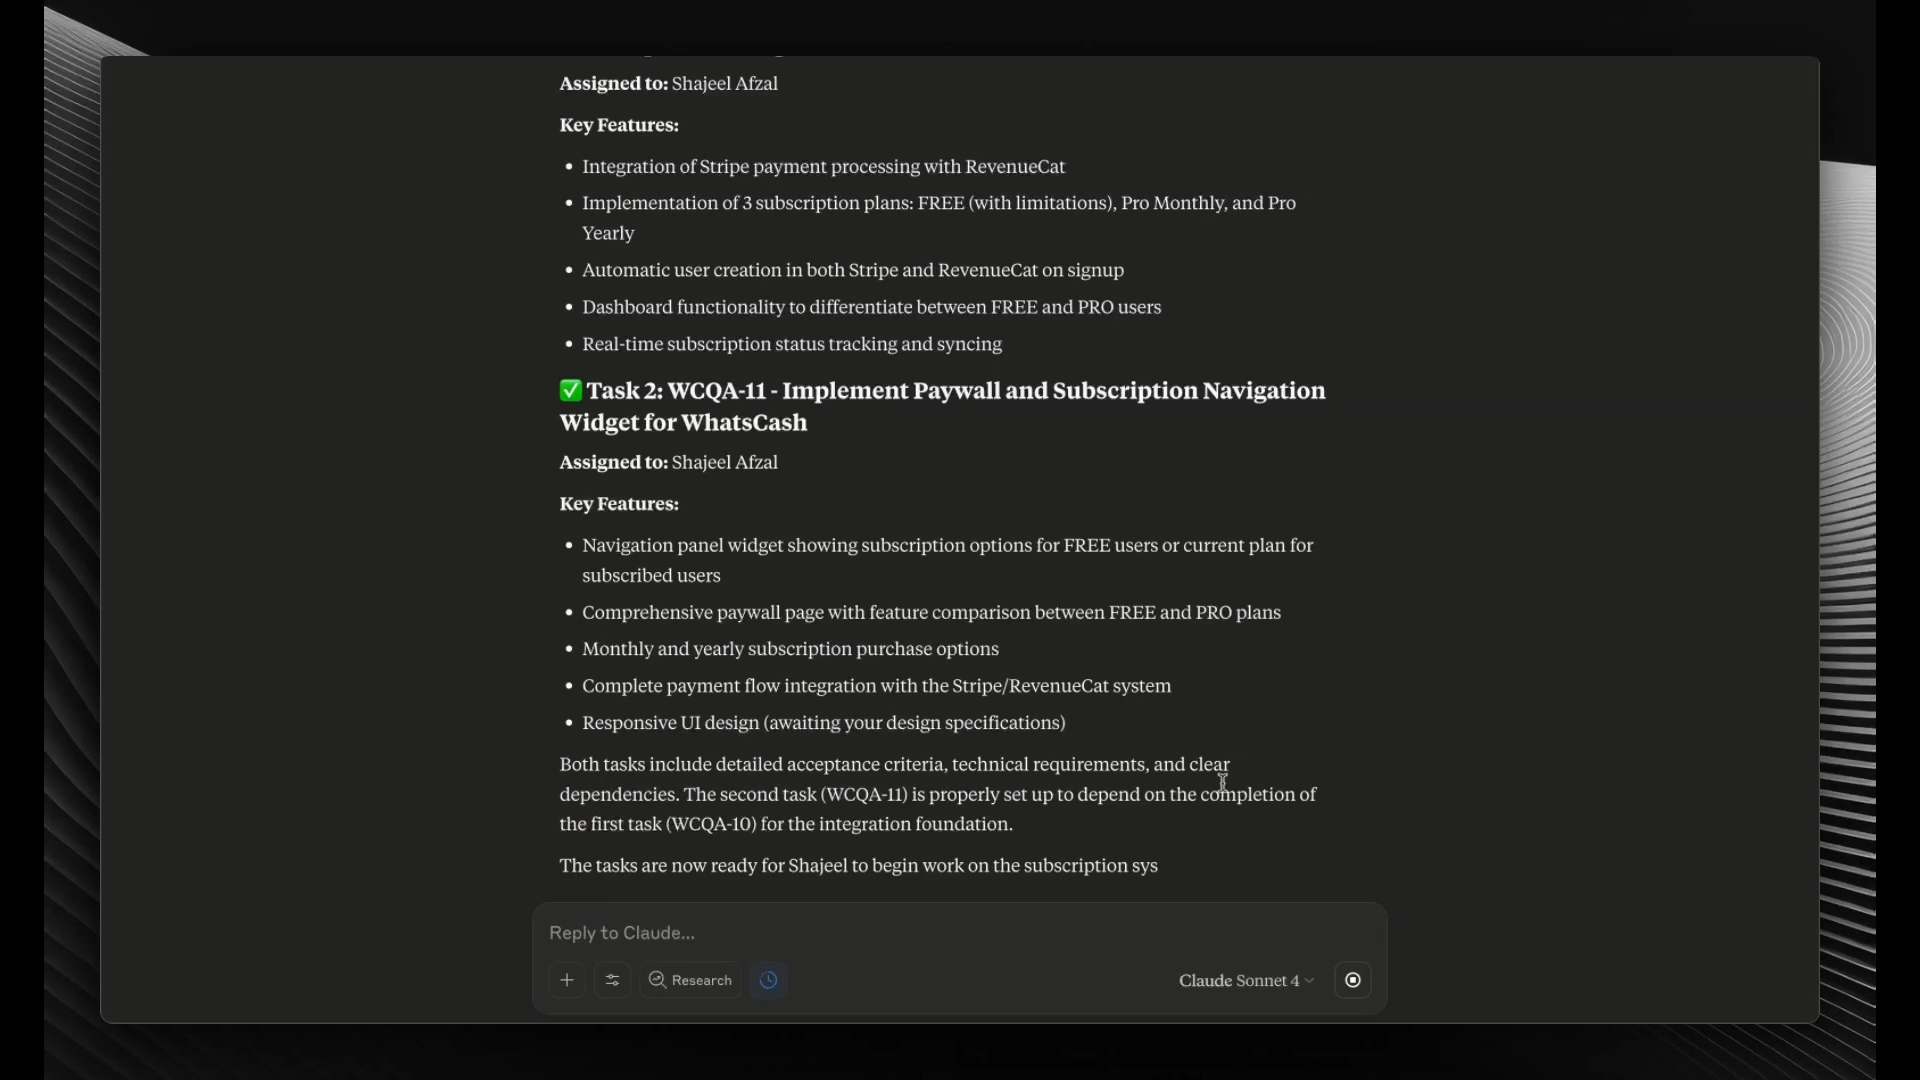 Assigned to: Shajeel Afzal
Key Features:
• Integration of Stripe payment processing with RevenueCat
• Implementation of 3 subscription plans: FREE (with limitations), Pro Monthly, and Pro
Yearly
• Automatic user creation in both Stripe and RevenueCat on signup
• Dashboard functionality to differentiate between FREE and PRO users
• Real-time subscription status tracking and syncing
✅ Task 2: WCQA-11 - Implement Paywall and Subscription Navigation
Widget for WhatsCash
Assigned to: Shajeel Afzal
Key Features:
• Navigation panel widget showing subscription options for FREE users or current plan for
subscribed users
• Comprehensive paywall page with feature comparison between FREE and PRO plans
• Monthly and yearly subscription purchase options
• Complete payment flow integration with the Stripe/RevenueCat system
• Responsive UI design (awaiting your design specifications)
Both tasks include detailed acceptance criteria, technical requirements, and clear
dependencies. The second task (WCQA-11) is properly set up to depend on the completion of
the first task (WCQA-10) for the integration foundation.
The tasks are now ready for Shajeel to begin work on the subscription sys
Reply to Claude...
Research
Claude Sonnet 4